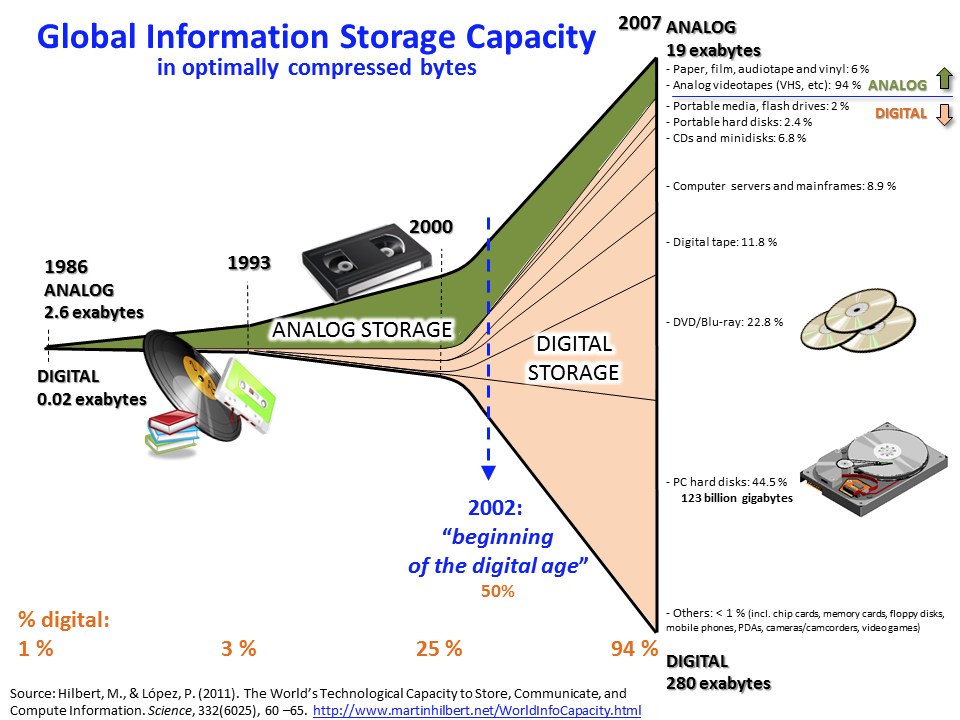 Global Information Storage Capacity
in optimally compressed bytes
2007
ANALOG
19 exabytes
- Paper, film, audiotape and vinyl: 6 %
- Analog videotapes (VHS, etc): 94 %
ANALOG
- Portable media, flash drives: 2 %
DIGITAL
- Portable hard disks: 2.4 %
- CDs and minidisks: 6.8 %
- Computer servers and mainframes: 8.9 %
- Digital tape: 11.8 %
- DVD/Blu-ray: 22.8 %
- PC hard disks: 44.5 %
123 billion gigabytes
- Others: < 1 % (incl. chip cards, memory cards, floppy disks,
mobile phones, PDAs, cameras/camcorders, video games)
DIGITAL
280 exabytes
2000
1993
1986
ANALOG
2.6 exabytes
DIGITAL
0.02 exabytes
ANALOG STORAGE
DIGITAL
STORAGE
2002:
“beginning
of the digital age”
50%
% digital:
1 %
3 %
25 %
94 %
Source: Hilbert, M., & López, P. (2011). The World’s Technological Capacity to Store, Communicate, and
Compute Information. Science, 332(6025), 60 –65. http://www.martinhilbert.net/WorldInfoCapacity.html